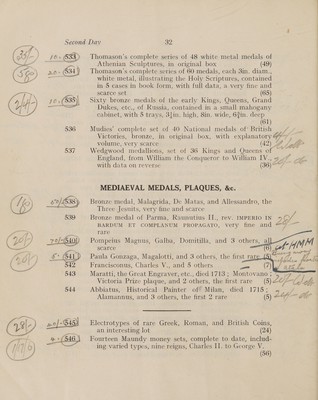 Second Day 32
533 Thomason's complete series of 48 white metal medals of
Athenian Sculptures, in original box (49)
534 Thomason's complete series of 60 medals, each 3in. diam.,
white metal, illustrating the Holy Scriptures, contained
in 5 cases in book form, with full data, a very fine and
scarce set (65)
535 Sixty bronze medals of the early Kings, Queens, Grand
Dukes, etc., of Russia, contained in a small mahogany
cabinet, with 5 trays, 3½in. high, 8in. wide, 6¾in. deep
(61)
536 Mudies' complete set of 40 National medals of British
Victories, bronze, in original box, with explanatory
volume, very scarce (42)
537 Wedgwood medallions, set of 36 Kings and Queens of
England, from William the Conqueror to William IV.,
with data on reverse (36)
MEDIAEVAL MEDALS, PLAQUES, &c.
538 Bronze medal, Malagrida, De Matas, and Allessandro, the
Three Jesuits, very fine and scarce
539 Bronze medal of Parma, Ranuntius II., rev. IMPERIO IN
BARDUM ET COMPLANUM PROPAGATO, very fine and
rare
540 Pompeius Magnus, Galba, Domitilla, and 3 others, all
scarce (6)
541 Paula Gonzaga, Magalotti, and 3 others, the first rare (5)
542 Francisconus, Charles V., and 5 others (7)
543 Maratti, the Great Engraver, etc., died 1713; Montovano;
Victoria Prize plaque, and 2 others, the first rare (5)
544 Abbiatus, Historical Painter off Milan, died 1715;
Alamannus, and 3 others, the first 2 rare (5)
545 Electrotypes of rare Greek, Roman, and British Coins,
an interesting lot (24)
546 Fourteen Maundy money sets, complete to date, includ-
ing varied types, nine reigns, Charles II. to George V.
(56)